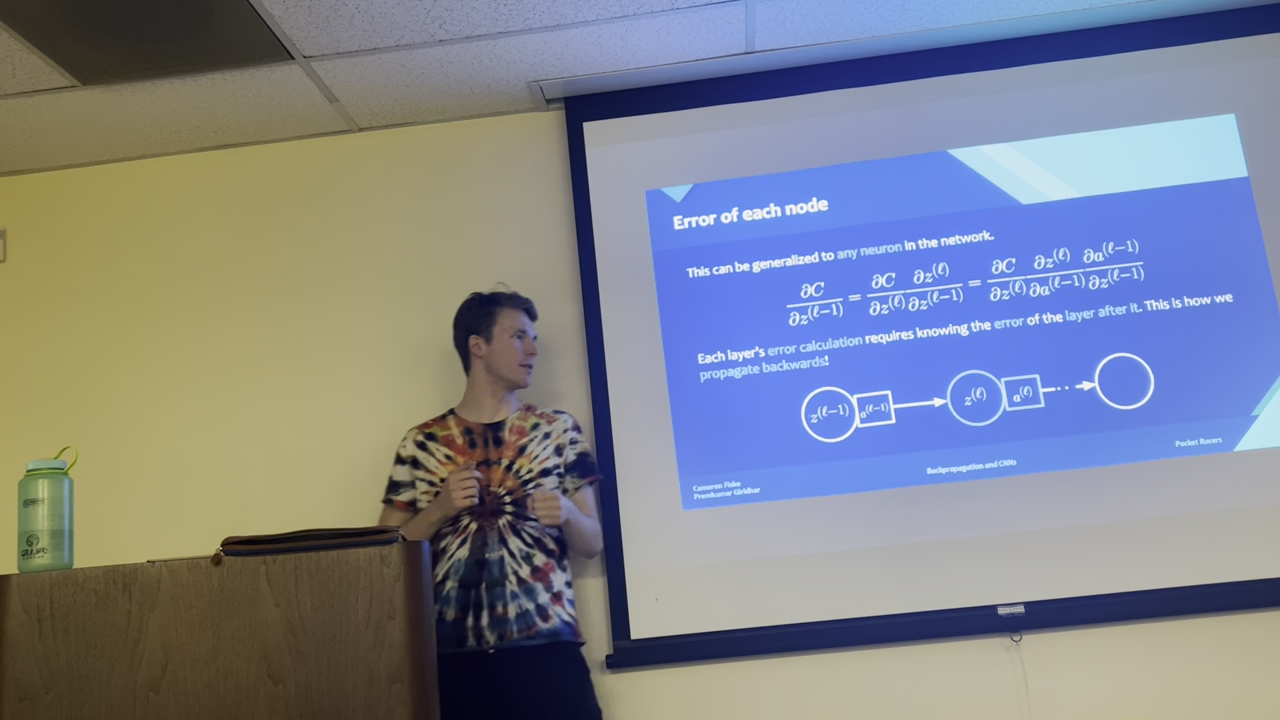 Error of each node
This can be generalized to any neuron in the network.
∂C/∂z^(ℓ−1) = ∂C/∂z^(ℓ) ∂z^(ℓ)/∂z^(ℓ−1) = ∂C/∂z^(ℓ) ∂z^(ℓ)/∂a^(ℓ−1) ∂a^(ℓ−1)/∂z^(ℓ−1)
Each layer's error calculation requires knowing the error of the layer after it. This is how we
propagate backwards!
z^(ℓ−1) a^(ℓ−1) z^(ℓ) a^(ℓ)
Cameron Fiske
Premkumar Giridhar
Backpropagation and CNNs
Pocket Racers